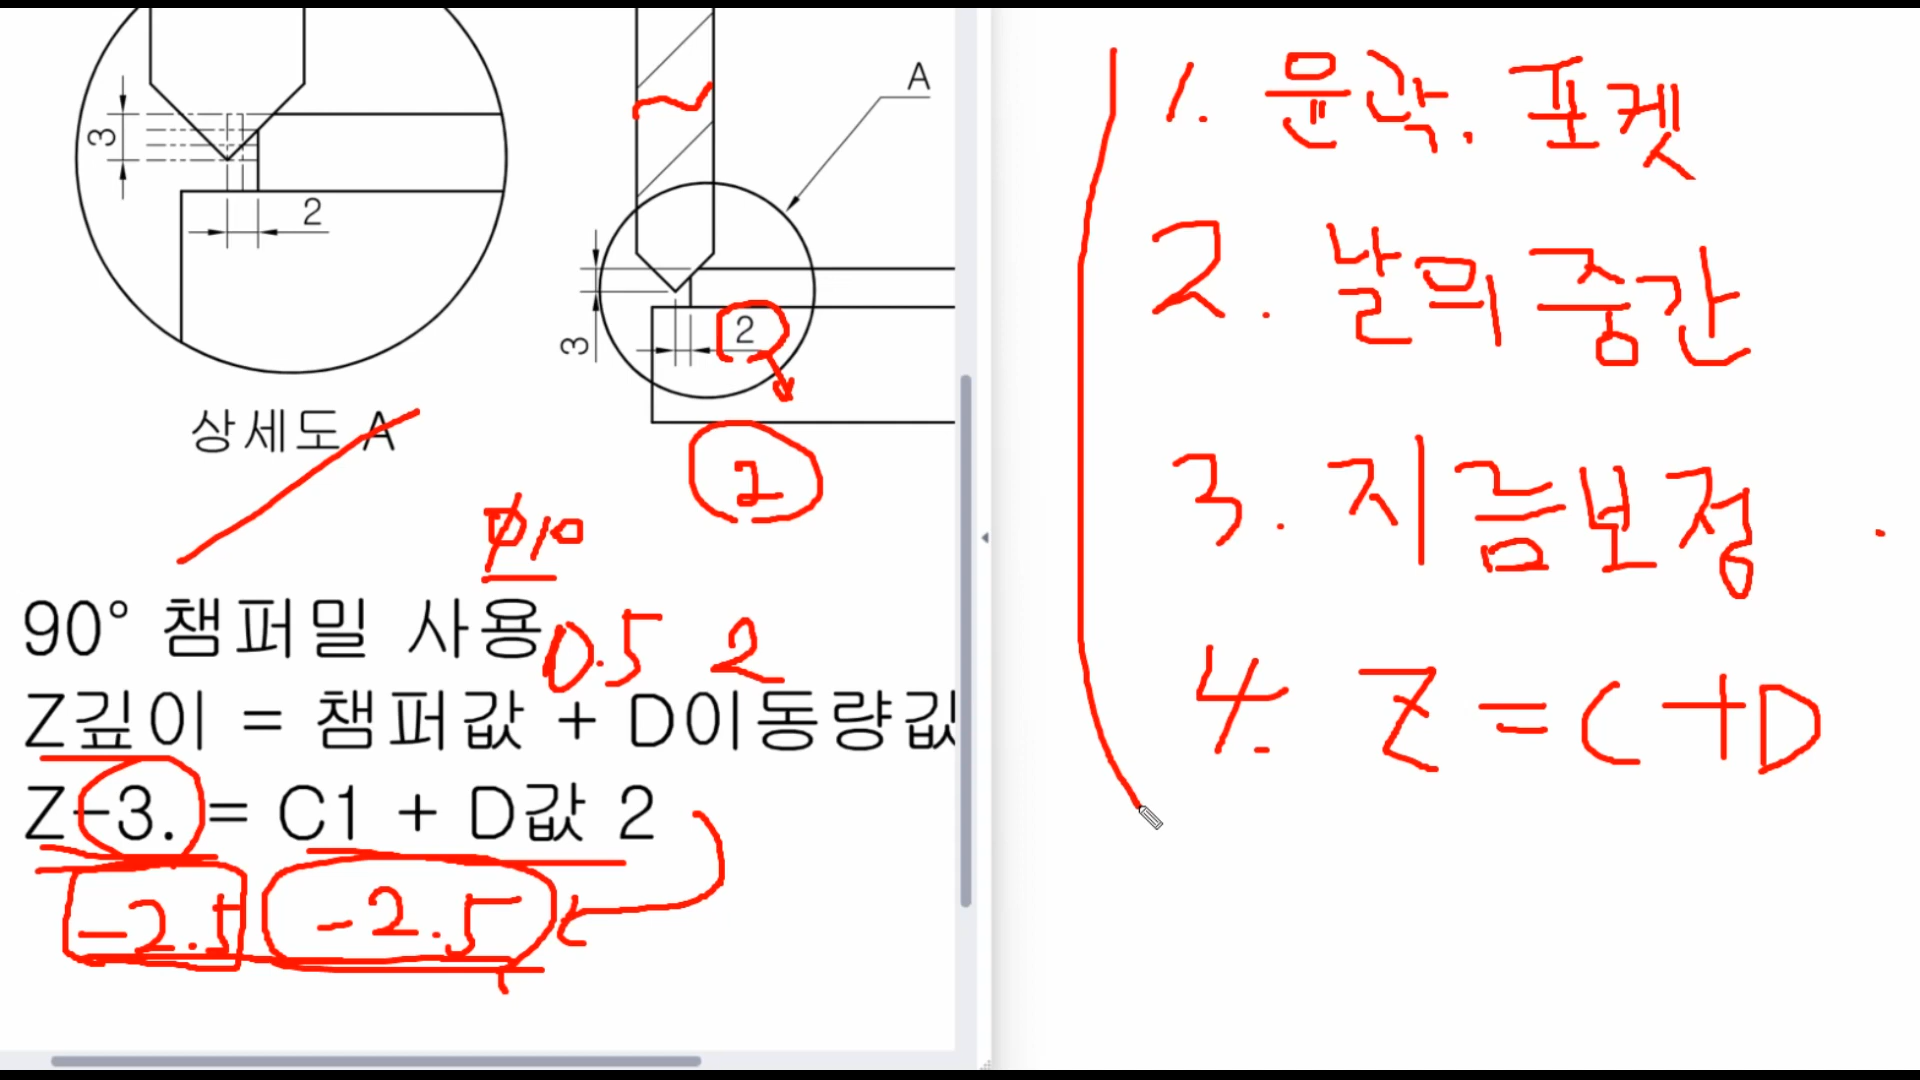 3
2
상세도 A
A
3
2
2
Ø10
90° 챔퍼밀 사용
0.5 2
Z깊이 = 챔퍼값 + D이동량값
Z-3. = C1 + D값 2
-2.5 -2.5
1. 윤곽. 포켓
2. 날의 중간
3. 지름보정
4. Z = C+D